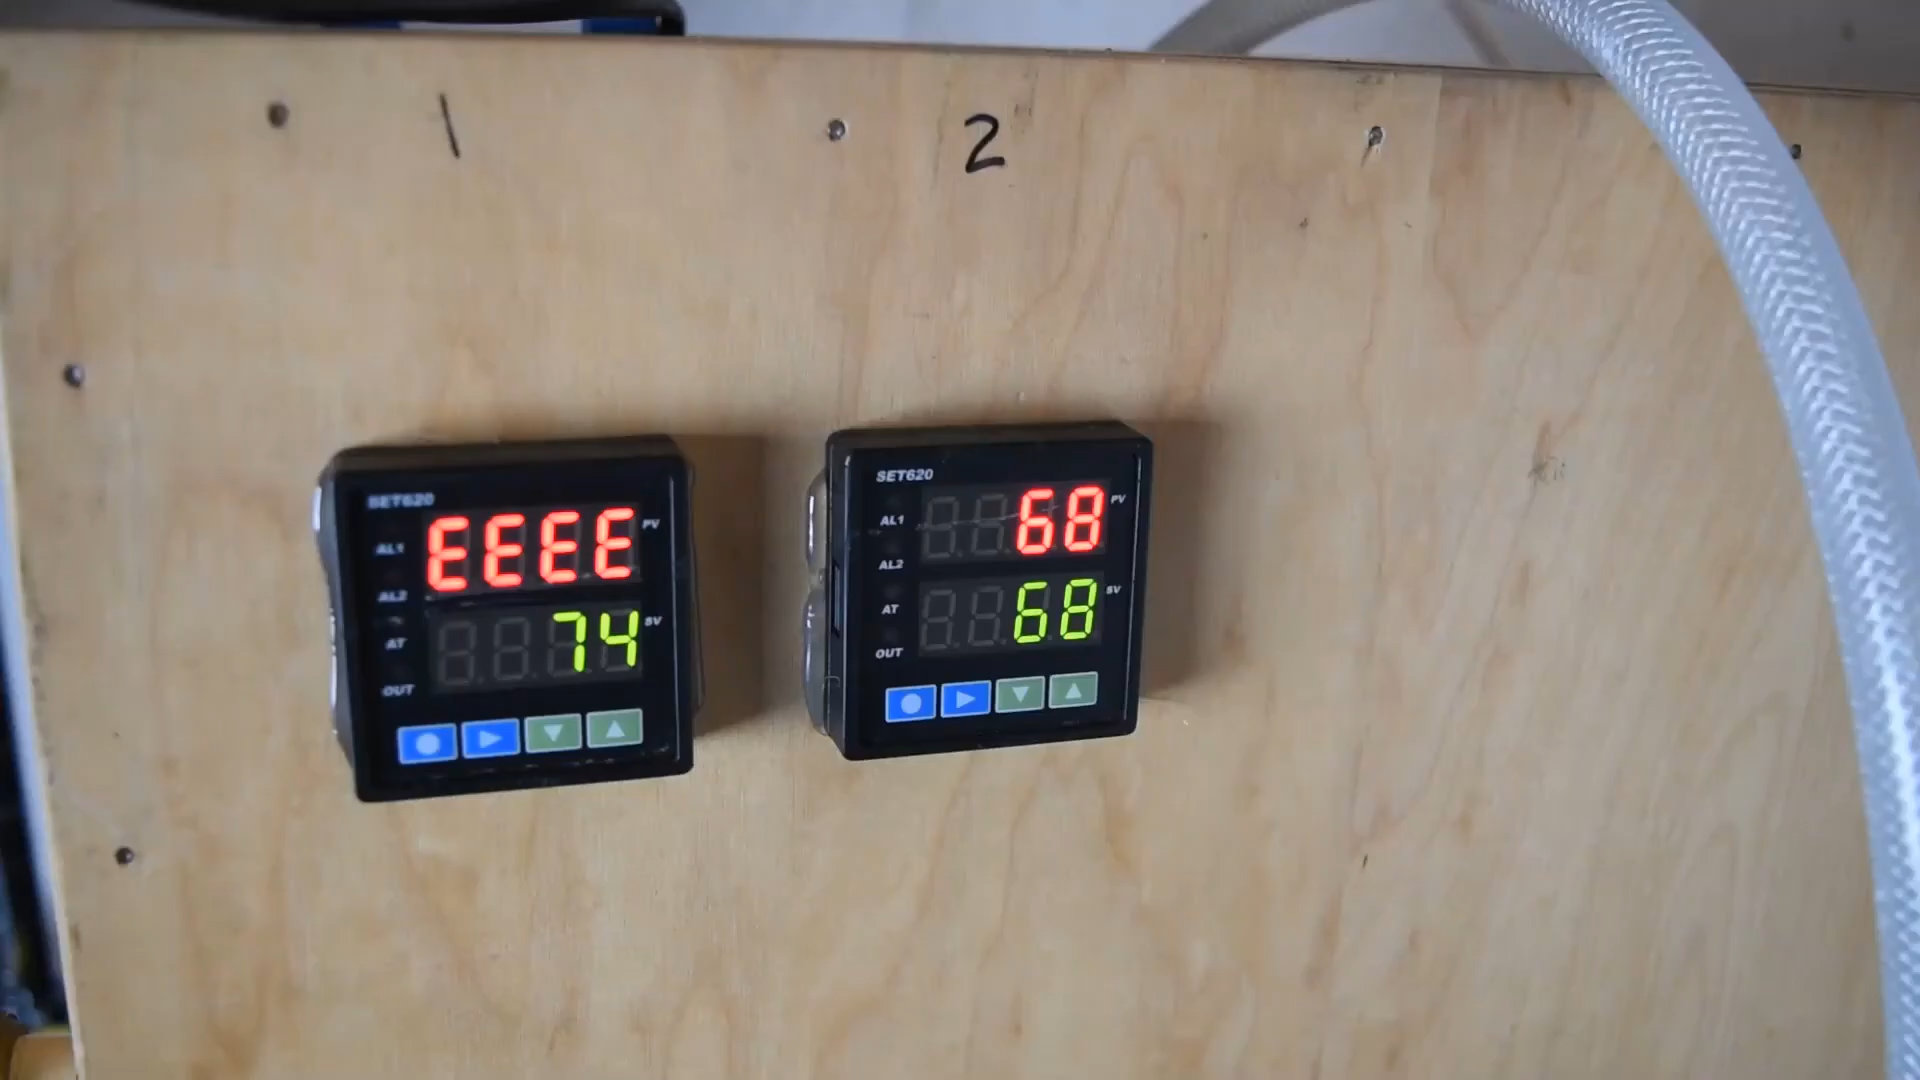 1
2
SET620
EEEE PV
AL1
AL2
74 SV
AT
OUT
SET620
68 PV
AL1
AL2
68 SV
AT
OUT